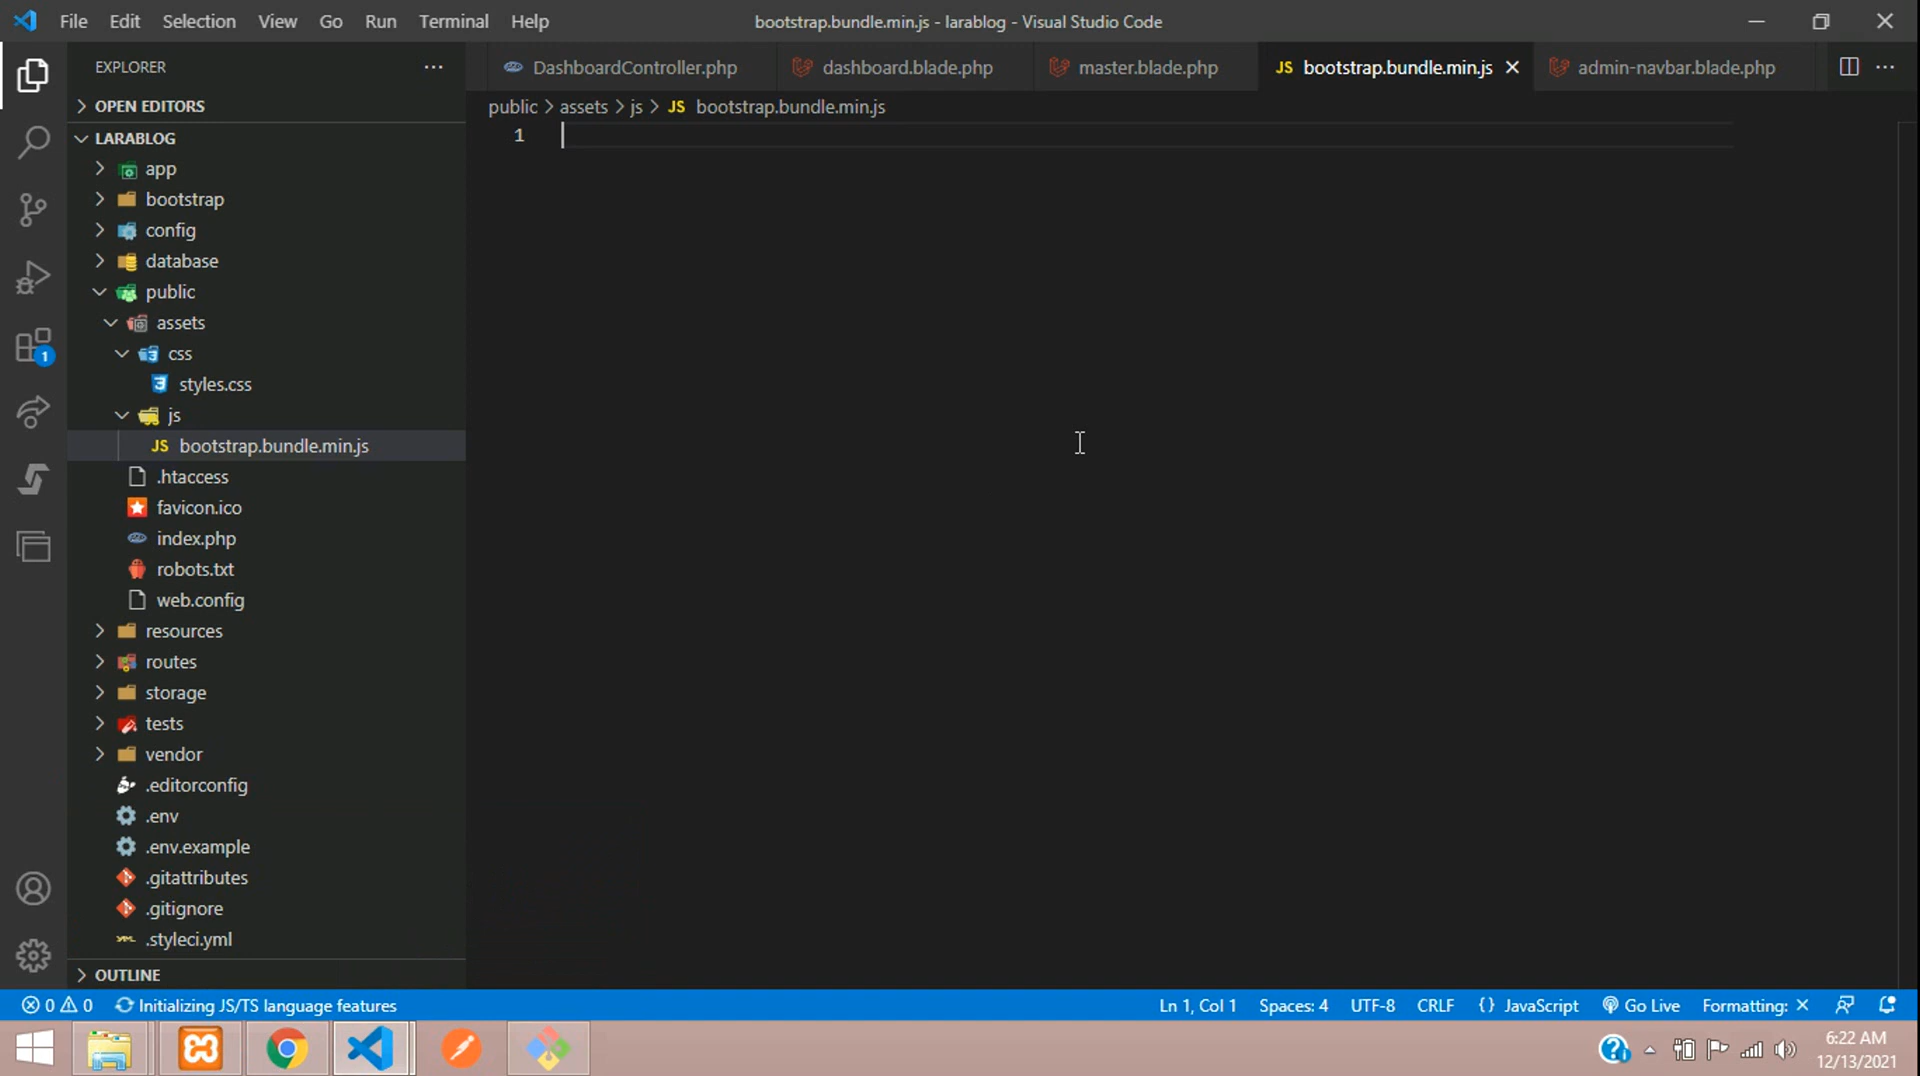 File Edit Selection View Go Run Terminal Help bootstrap.bundle.min.js - larablog - Visual Studio Code
EXPLORER
DashboardController.php dashboard.blade.php master.blade.php JS bootstrap.bundle.min.js admin-navbar.blade.php
OPEN EDITORS
public > assets > js > JS bootstrap.bundle.min.js
1
LARABLOG
app
bootstrap
config
database
public
assets
css
styles.css
js
JS bootstrap.bundle.min.js
.htaccess
favicon.ico
index.php
robots.txt
web.config
resources
routes
storage
tests
vendor
.editorconfig
.env
.env.example
.gitattributes
.gitignore
.styleci.yml
OUTLINE
1
0 0 Initializing JS/TS language features Ln 1, Col 1 Spaces: 4 UTF-8 CRLF {} JavaScript Go Live Formatting: ×
6:22 AM
12/13/2021